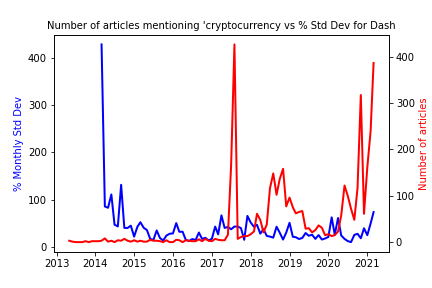 Number of articles mentioning 'cryptocurrency vs % Std Dev for Dash
% Monthly Std Dev
400
300
200
100
0
400
300
200
100
0
Number of articles
2013 2014 2015 2016 2017 2018 2019 2020 2021